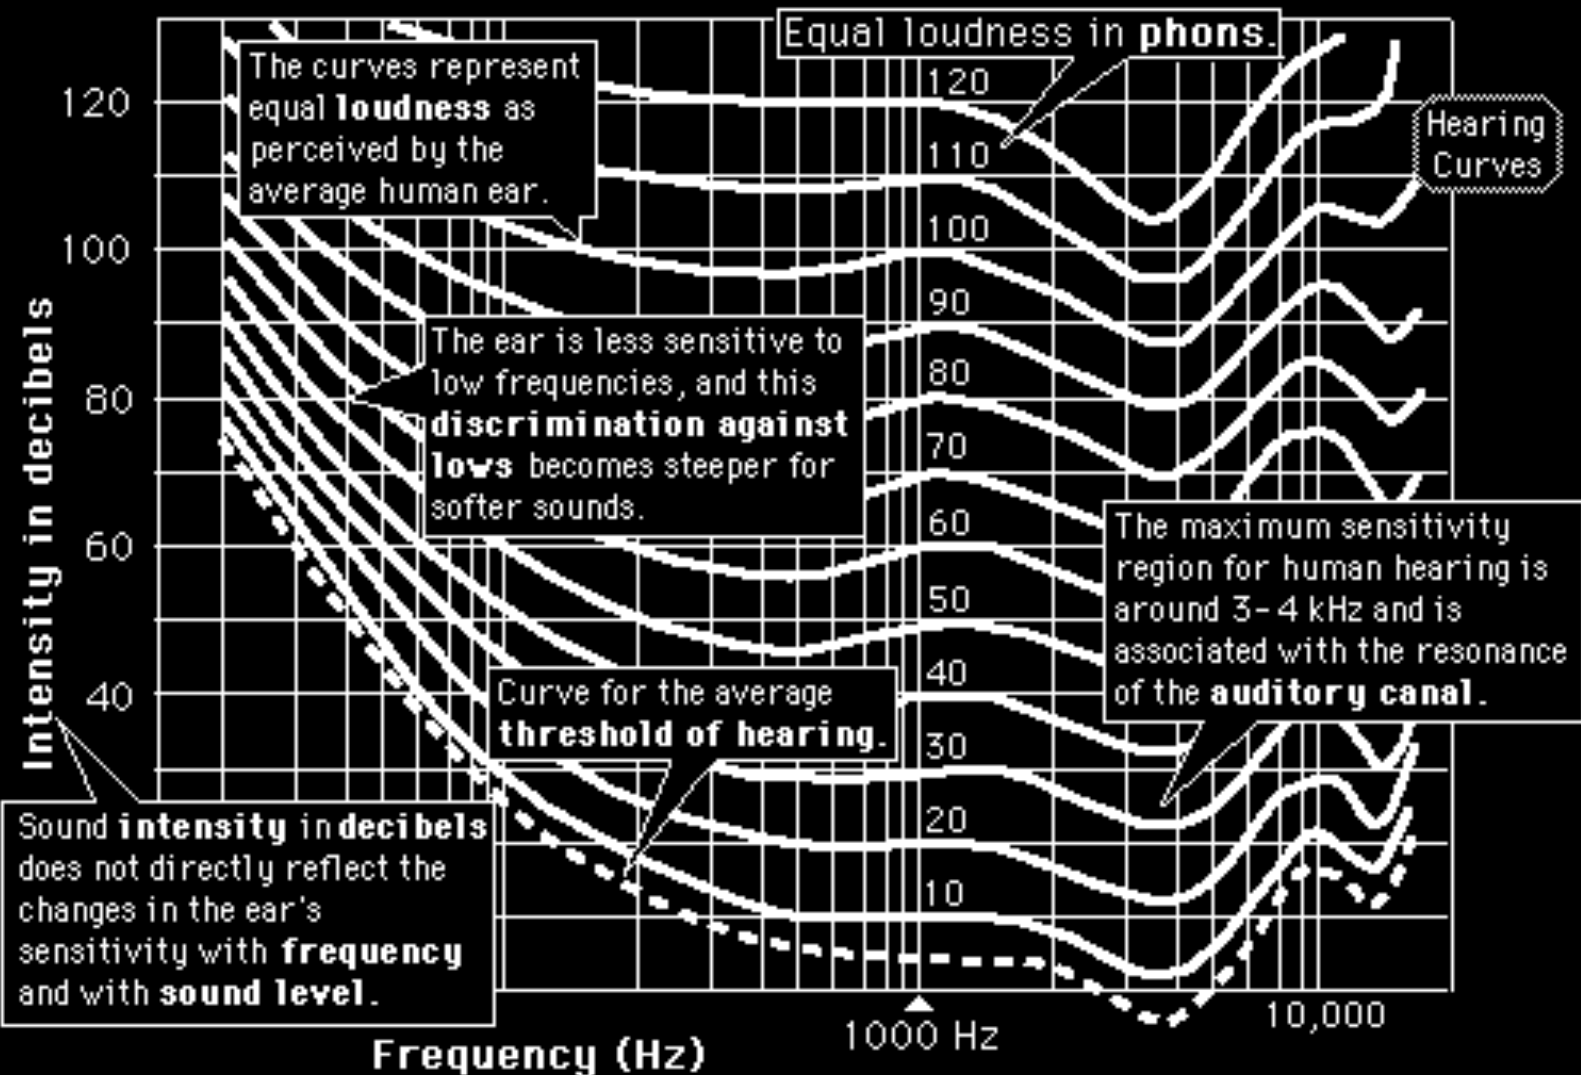 Equal loudness in phons.
The curves represent
equal loudness as
perceived by the
average human ear.
Hearing
Curves
120
100
80
60
40
Intensity in decibels
120
110
100
90
80
70
60
50
40
30
20
10
The ear is less sensitive to
low frequencies, and this
discrimination against
lows becomes steeper for
softer sounds.
The maximum sensitivity
region for human hearing is
around 3-4 kHz and is
associated with the resonance
of the auditory canal.
Curve for the average
threshold of hearing.
Sound intensity in decibels
does not directly reflect the
changes in the ear's
sensitivity with frequency
and with sound level.
1000 Hz
10,000
Frequency (Hz)